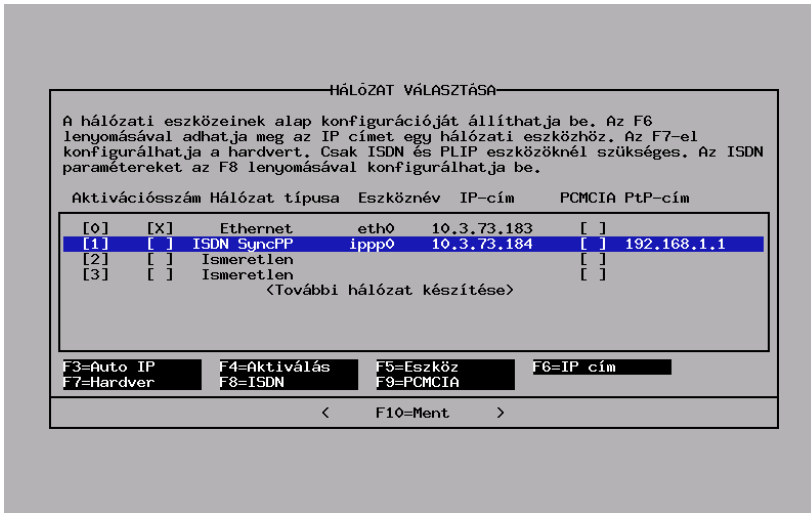 HÁLÓZAT VÁLASZTÁSA
A hálózati eszközeinek alap konfigurációját állíthatja be. Az F6
lenyomásával adhatja meg az IP címet egy hálózati eszközhöz. Az F7-el
konfigurálhatja a hardvert. Csak ISDN és PLIP eszközöknél szükséges. Az ISDN
paramétereket az F8 lenyomásával konfigurálhatja be.
Aktivációsszám Hálózat típusa Eszköznév IP-cím PCMCIA PtP-cím
[0] [X] Ethernet eth0 10.3.73.183 [ ]
[1] [ ] ISDN SyncPP ippp0 10.3.73.184 [ ] 192.168.1.1
[2] [ ] Ismeretlen [ ]
[3] [ ] Ismeretlen [ ]
<További hálózat készítése>
F3=Auto IP F4=Aktiválás F5=Eszköz F6=IP cím
F7=Hardver F8=ISDN F9=PCMCIA
< F10=Ment >